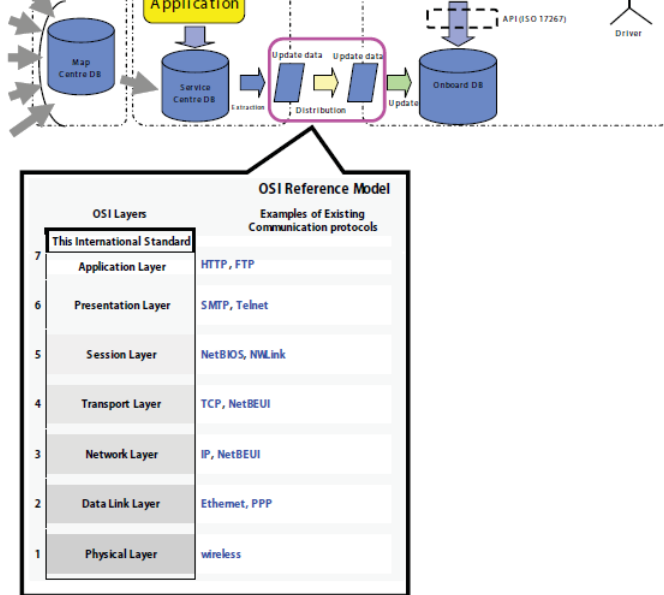 Application
API (ISO 17267)
Driver
Map
Centre DB
Service
Centre DB
Extraction
Update data
Update data
Distribution
Update
Onboard DB
OSI Reference Model
OSI Layers
Examples of Existing
Communication protocols
This International Standard
7
Application Layer
HTTP, FTP
6
Presentation Layer
SMTP, Telnet
5
Session Layer
NetBIOS, NWLink
4
Transport Layer
TCP, NetBEUI
3
Network Layer
IP, NetBEUI
2
Data Link Layer
Ethernet, PPP
1
Physical Layer
wireless